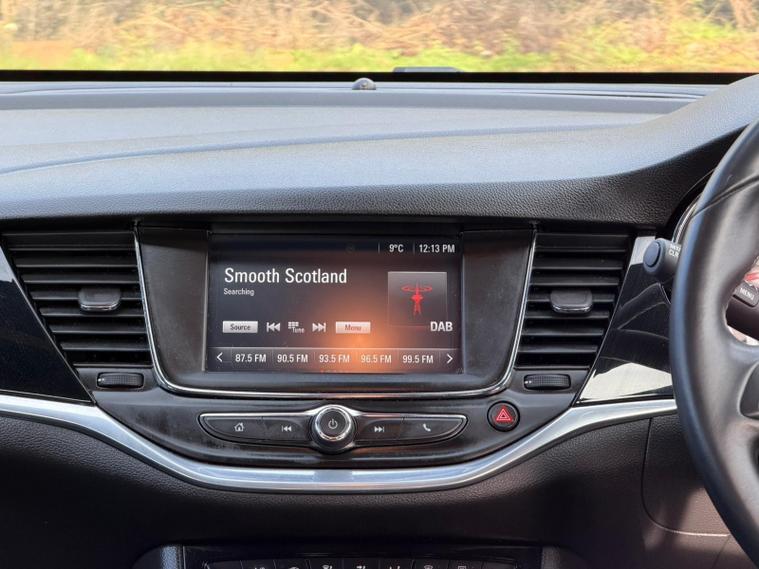 9°C 12:13 PM
Smooth Scotland
Searching
Source Tune Menu DAB
87.5 FM 90.5 FM 93.5 FM 96.5 FM 99.5 FM
MENU